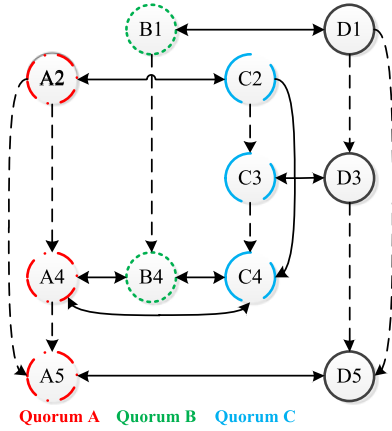 B1 D1
A2 C2
C3 D3
A4 B4 C4
A5 D5
Quorum A Quorum B Quorum C